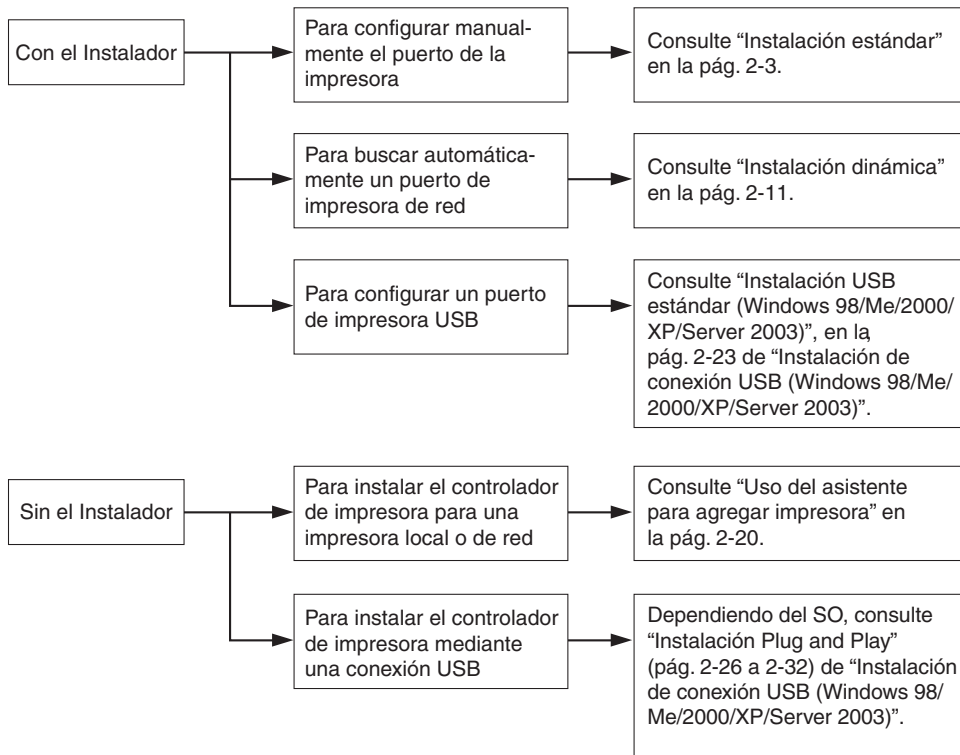 Con el Instalador
Para configurar manual-
mente el puerto de la
impresora
Consulte “Instalación estándar”
en la pág. 2-3.
Para buscar automática-
mente un puerto de
impresora de red
Consulte “Instalación dinámica”
en la pág. 2-11.
Para configurar un puerto
de impresora USB
Consulte “Instalación USB
estándar (Windows 98/Me/2000/
XP/Server 2003)”, en la,
pág. 2-23 de “Instalación de
conexión USB (Windows 98/Me/
2000/XP/Server 2003)”.
Sin el Instalador
Para instalar el controlador
de impresora para una
impresora local o de red
Consulte “Uso del asistente
para agregar impresora” en
la pág. 2-20.
Para instalar el controlador
de impresora mediante
una conexión USB
Dependiendo del SO, consulte
“Instalación Plug and Play”
(pág. 2-26 a 2-32) de “Instalación
de conexión USB (Windows 98/
Me/2000/XP/Server 2003)”.